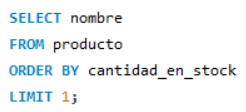 SELECT nombre
FROM producto
ORDER BY cantidad_en_stock
LIMIT 1;